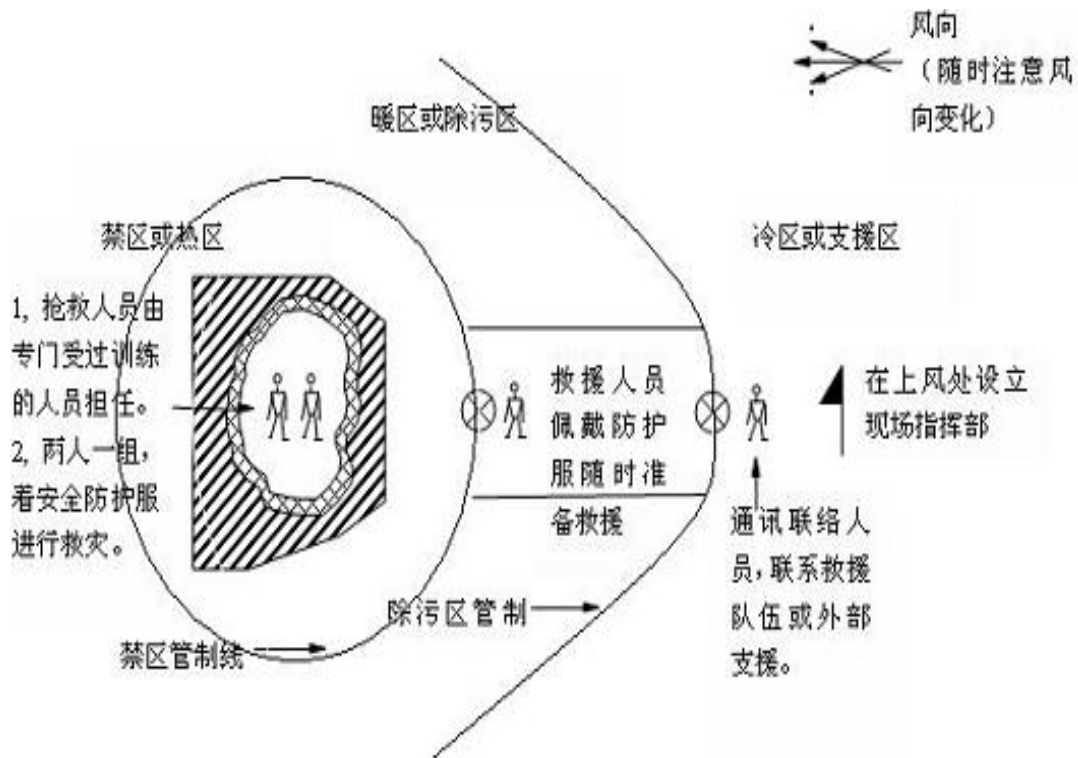 风向
（随时注意风
向变化）
暖区或除污区
禁区或热区
冷区或支援区
1, 抢救人员由
专门受过训练
的人员担任。
2, 两人一组，
着安全防护服
进行救灾。
救援人员
佩戴防护
服随时准
备救援
在上风处设立
现场指挥部
通讯联络人
员，联系救援
队伍或外部
支援。
除污区管制
禁区管制线